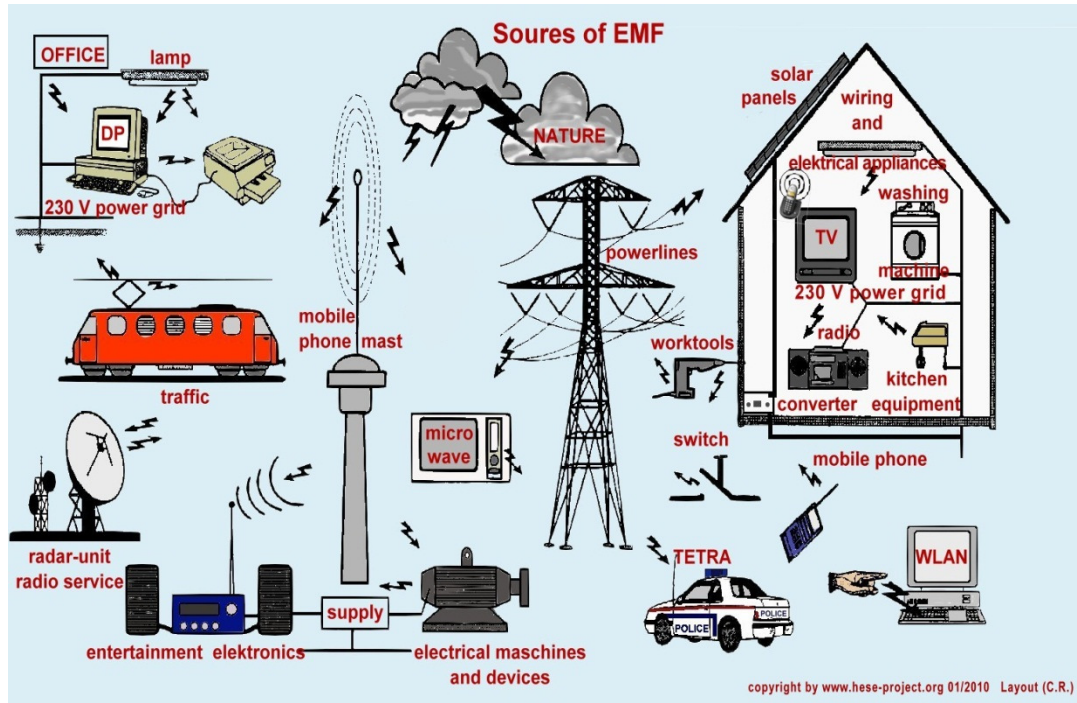 Soures of EMF
OFFICE
lamp
DP
230 V power grid
NATURE
solar
panels
wiring
and
elektrical appliances
washing
TV
machine
230 V power grid
radio
converter
kitchen
equipment
powerlines
worktools
mobile
phone mast
traffic
micro
wave
switch
mobile phone
radar-unit
radio service
TETRA
POLICE
POLICE
WLAN
supply
entertainment elektronics
electrical maschines
and devices
copyright by www.hese-project.org 01/2010 Layout (C.R.)